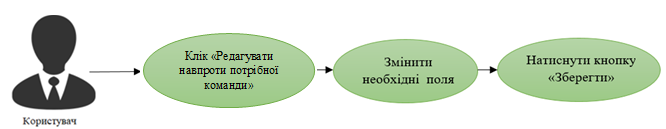 Клік «Редагувати
навпроти потрібної
команди»
Змінити
необхідні поля
Натиснути кнопку
«Зберегти»
Користувач